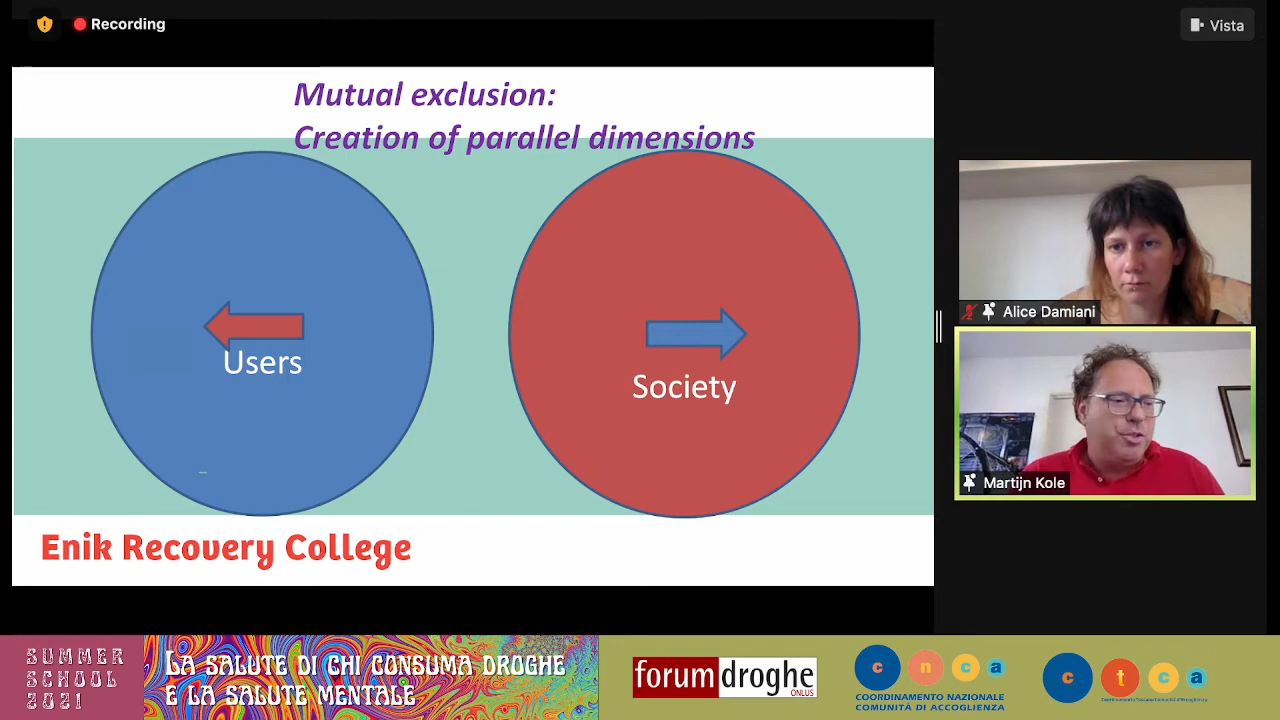 Recording
Vista
Mutual exclusion:
Creation of parallel dimensions
Users
Society
Enik Recovery College
Alice Damiani
Martijn Kole
SUMMER
SCHOOL
2021
LA SALUTE DI CHI CONSUMA DROGHE
E LA SALUTE MENTALE
forumdroghe
ONLUS
c n c a
COORDINAMENTO NAZIONALE
COMUNITÀ DI ACCOGLIENZA
c t c a